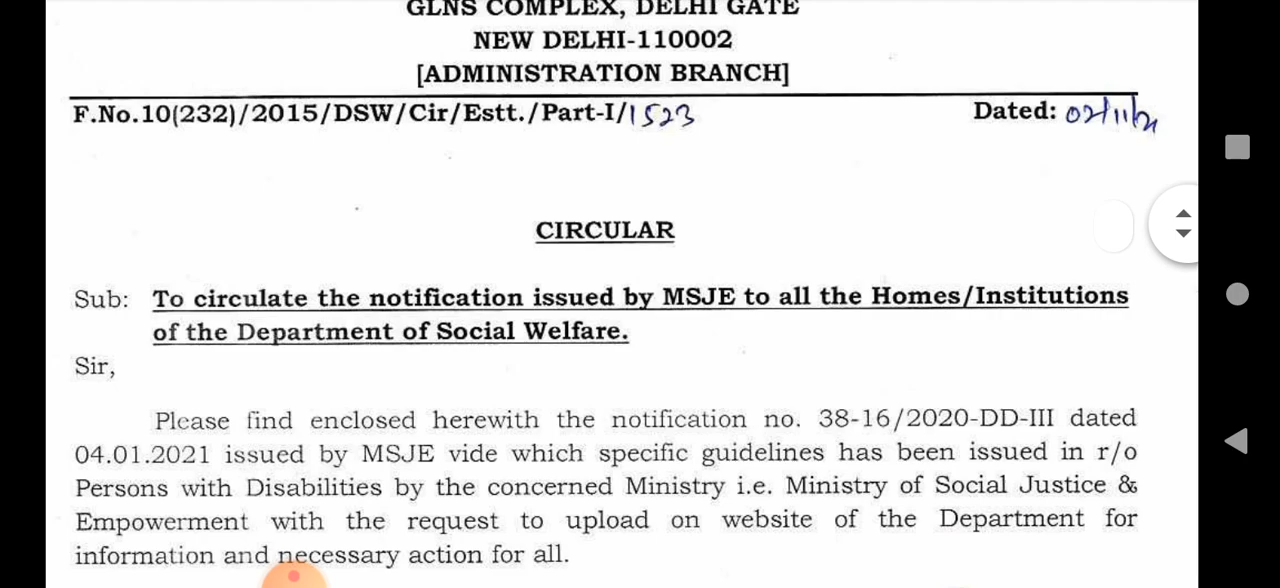 GLNS COMPLEX, DELHI GATE
NEW DELHI-110002
[ADMINISTRATION BRANCH]
F.No.10(232)/2015/DSW/Cir/Estt./Part-I/1523 Dated: 02/11/21
CIRCULAR
Sub: To circulate the notification issued by MSJE to all the Homes/Institutions
of the Department of Social Welfare.
Sir,
Please find enclosed herewith the notification no. 38-16/2020-DD-III dated
04.01.2021 issued by MSJE vide which specific guidelines has been issued in r/o
Persons with Disabilities by the concerned Ministry i.e. Ministry of Social Justice &
Empowerment with the request to upload on website of the Department for
information and necessary action for all.